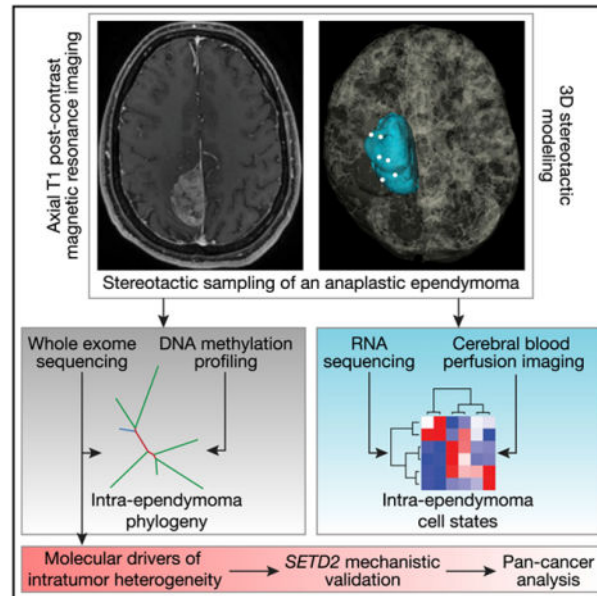 Axial T1 post-contrast
magnetic resonance imaging
3D stereotactic
modeling
Stereotactic sampling of an anaplastic ependymoma
Whole exome
sequencing
DNA methylation
profiling
Intra-ependymoma
phylogeny
RNA
sequencing
Cerebral blood
perfusion imaging
Intra-ependymoma
cell states
Molecular drivers of
intratumor heterogeneity
SETD2 mechanistic
validation
Pan-cancer
analysis